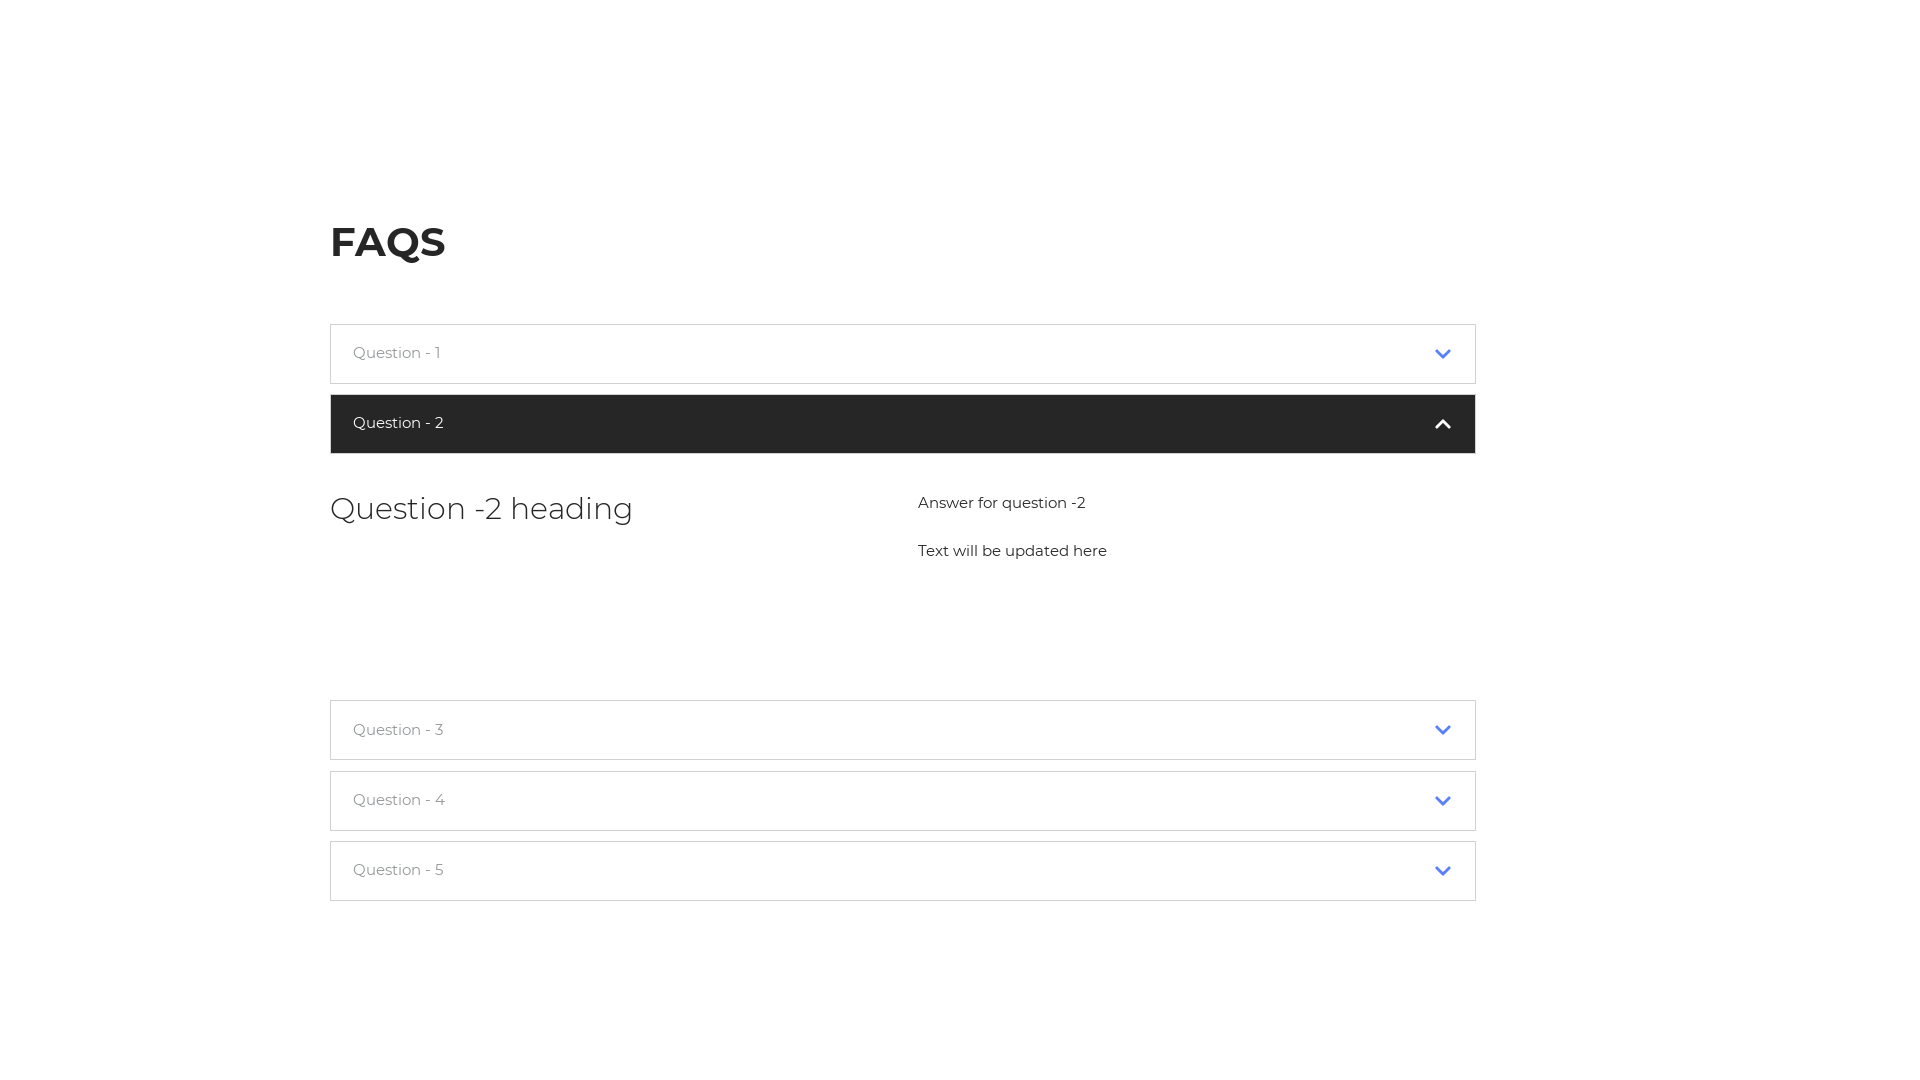 FAQS
Question - 1
Question - 2
Question -2 heading
Answer for question -2
Text will be updated here
Question - 3
Question - 4
Question - 5